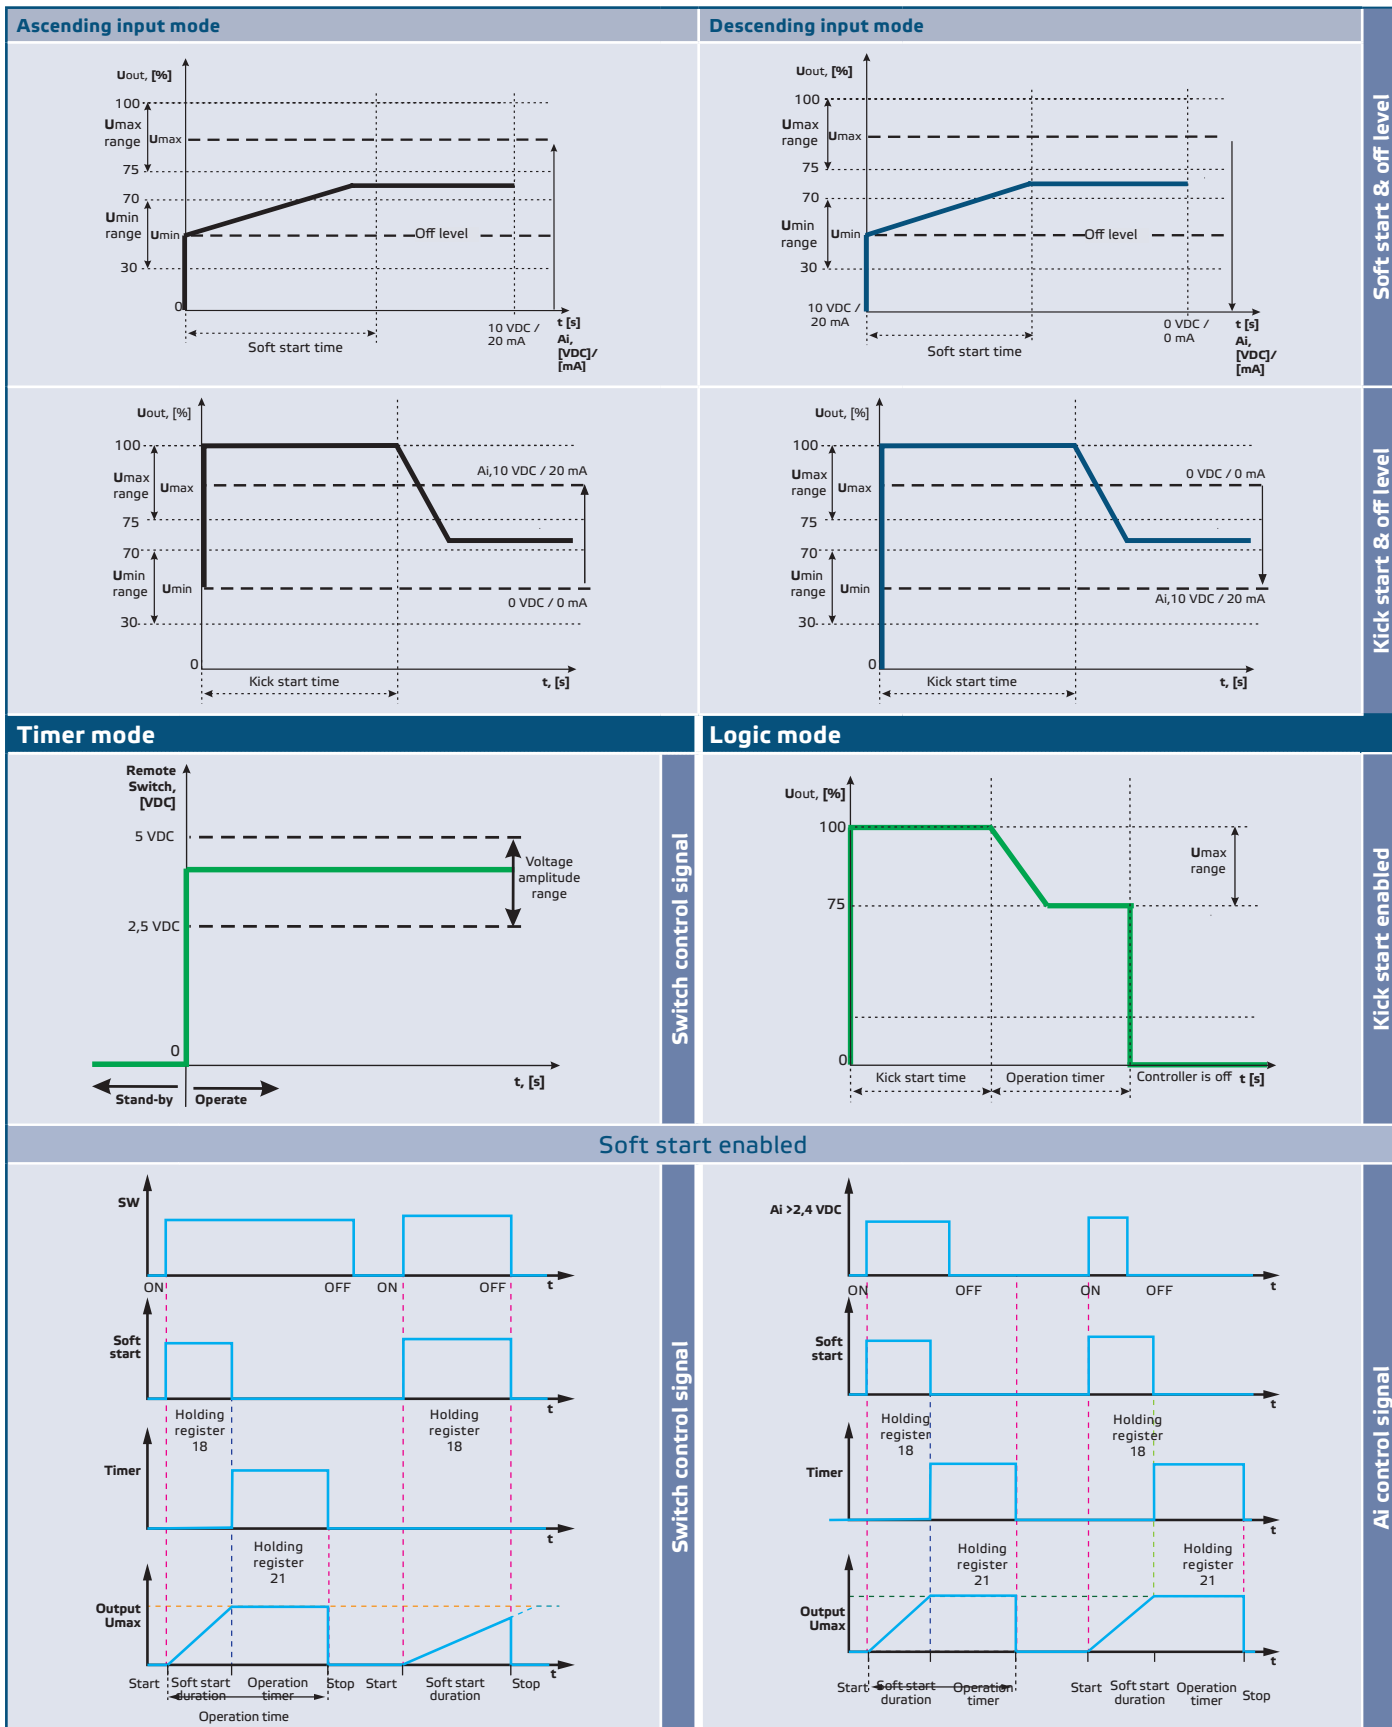 Ascending input mode
Descending input mode
Soft start & off level
Uout, [%]
100
Umax
range
Umax
75
70
Umin
range
Umin
Off level
30
0
Soft start time
10 VDC /
20 mA
t [s]
Ai,
[VDC]/
[mA]
Uout, [%]
100
Umax
range
Umax
75
70
Umin
range
Umin
Off level
30
10 VDC /
20 mA
Soft start time
0 VDC /
0 mA
t [s]
Ai,
[VDC]/
[mA]
Kick start & off level
Uout, [%]
100
Ai,10 VDC / 20 mA
Umax
range
Umax
75
70
Umin
range
Umin
0 VDC / 0 mA
30
0
Kick start time
t, [s]
Uout, [%]
100
0 VDC / 0 mA
Umax
range
Umax
75
70
Umin
range
Umin
Ai,10 VDC / 20 mA
30
0
Kick start time
t, [s]
Timer mode
Logic mode
Remote
Switch,
[VDC]
5 VDC
Voltage
amplitude
range
2,5 VDC
0
t, [s]
Stand-by
Operate
Switch control signal
Uout, [%]
100
Umax
range
75
0
Kick start time
Operation timer
Controller is off
t [s]
Kick start enabled
Soft start enabled
SW
ON
OFF
ON
OFF
t
Soft
start
t
Holding
register
18
Holding
register
18
Timer
t
Holding
register
21
Output
Umax
t
Start
Soft start
duration
Operation
timer
Stop
Start
Soft start
duration
Stop
Operation time
Switch control signal
Ai >2,4 VDC
ON
OFF
ON
OFF
t
Soft
start
t
Holding
register
18
Holding
register
18
Timer
t
Holding
register
21
Holding
register
21
Output
Umax
t
Start
Soft start
duration
Operation
timer
Start
Soft start
duration
Operation
timer
Stop
Ai control signal